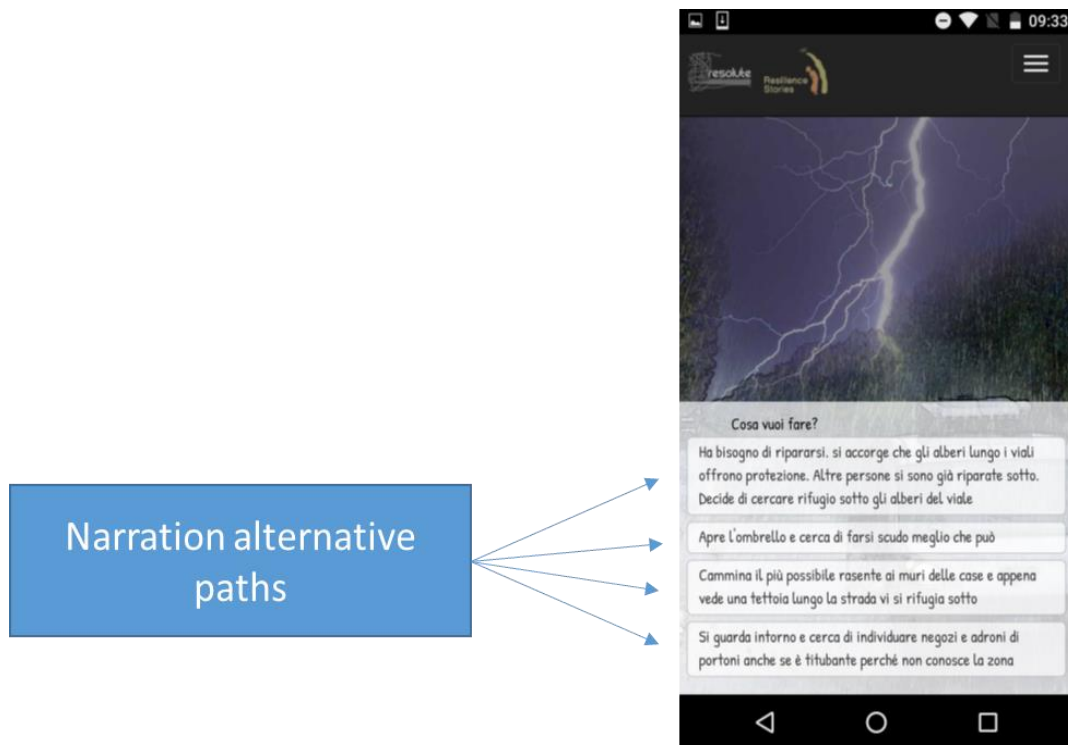 09:33
resolute
Resilience
Stories
Cosa vuoi fare?
Ha bisogno di ripararsi. si accorge che gli alberi lungo i viali
offrono protezione. Altre persone si sono già riparate sotto.
Decide di cercare rifugio sotto gli alberi del viale
Apre l'ombrello e cerca di farsi scudo meglio che può
Cammina il più possibile rasente ai muri delle case e appena
vede una tettoia lungo la strada vi si rifugia sotto
Si guarda intorno e cerca di individuare negozi e adroni di
portoni anche se è titubante perché non conosce la zona
Narration alternative
paths